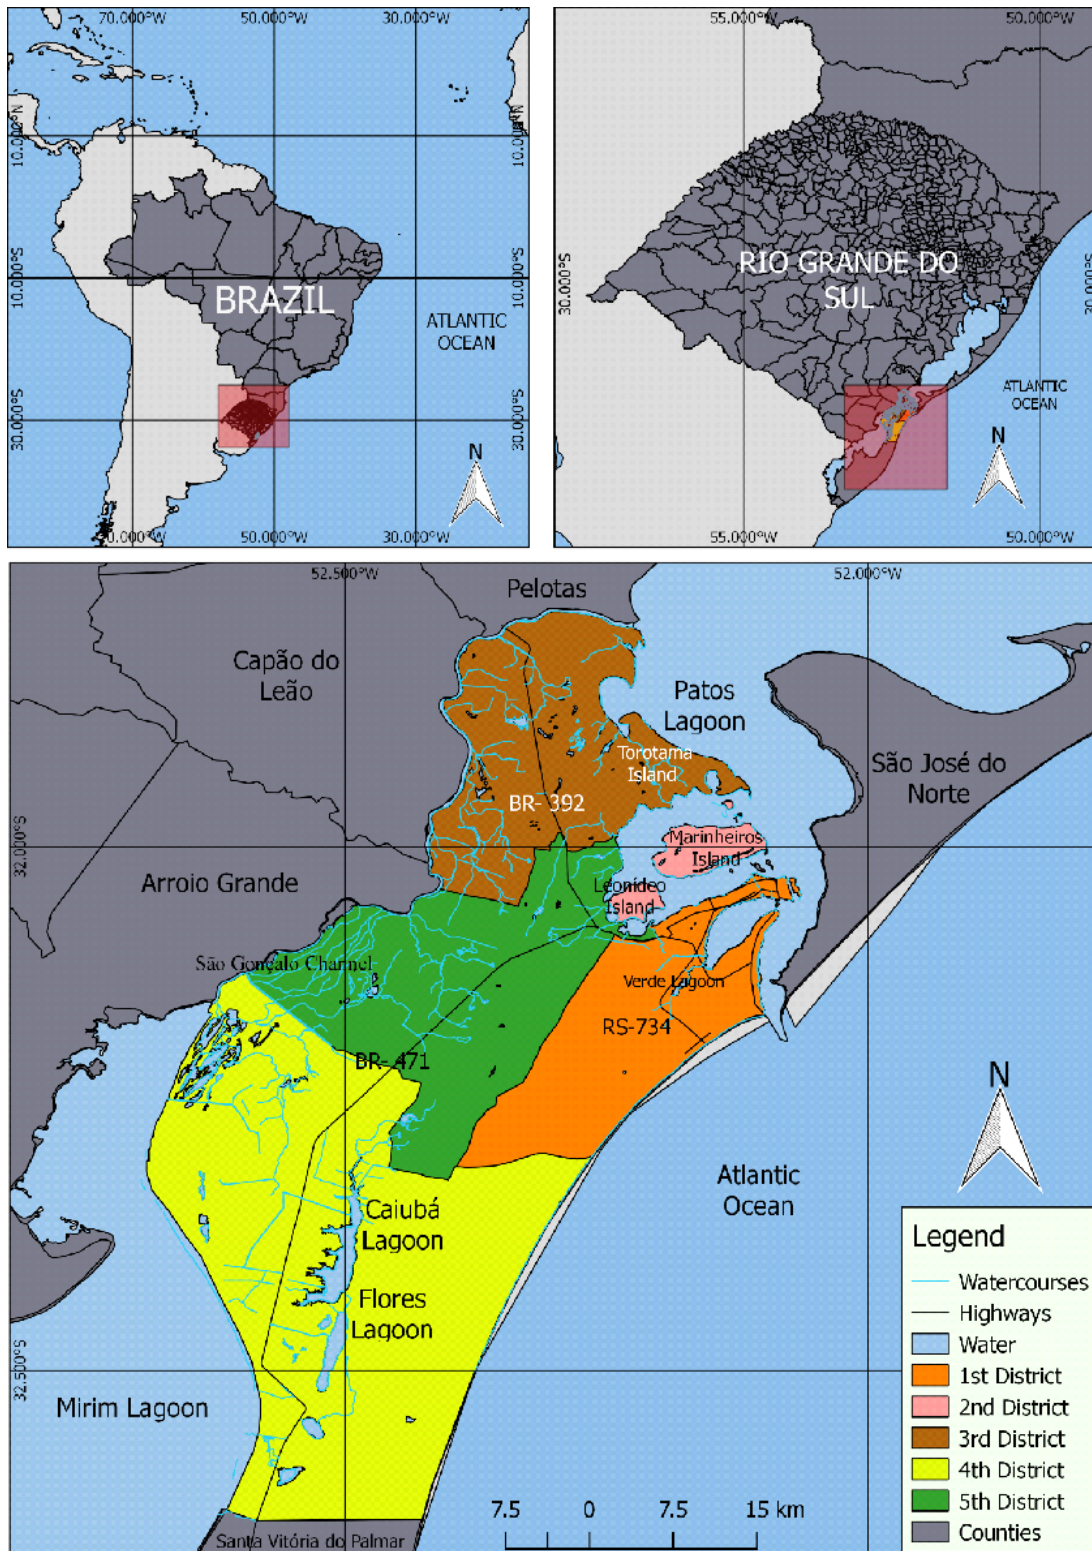 70.000°W 50.000°W 30.000°W
10.000°N
10.000°N
BRAZIL
10.000°S
10.000°S
ATLANTIC
OCEAN
30.000°S
30.000°S
N
50.000°W 30.000°W
55.000°W 50.000°W
RIO GRANDE DO
SUL
30.000°S
ATLANTIC
OCEAN
N
55.000°W 50.000°W
52.500°W 52.000°W
Pelotas
Capão do
Leão
Patos
Lagoon
Torotama
Island
São José do
Norte
BR- 392
32.000°S
Marinheiros
Island
Arroio Grande
Leonídeo
Island
São Gonçalo Channel
Verde Lagoon
RS-734
BR- 471
N
Atlantic
Ocean
Caiubá
Lagoon
Flores
Lagoon
32.500°S
Mirim Lagoon
Santa Vitória do Palmar
7.5 0 7.5 15 km
Legend
Watercourses
Highways
Water
1st District
2nd District
3rd District
4th District
5th District
Counties